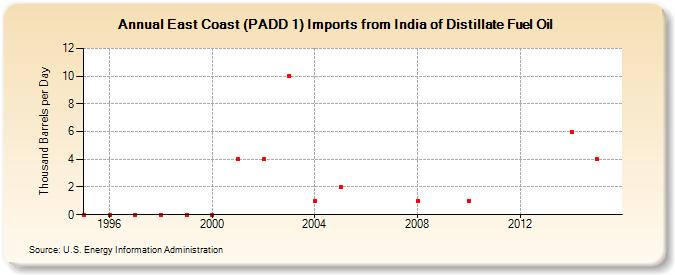 Annual East Coast (PADD 1) Imports from India of Distillate Fuel Oil
Thousand Barrels per Day
12
10
8
6
4
2
0
1996 2000 2004 2008 2012
Source: U.S. Energy Information Administration